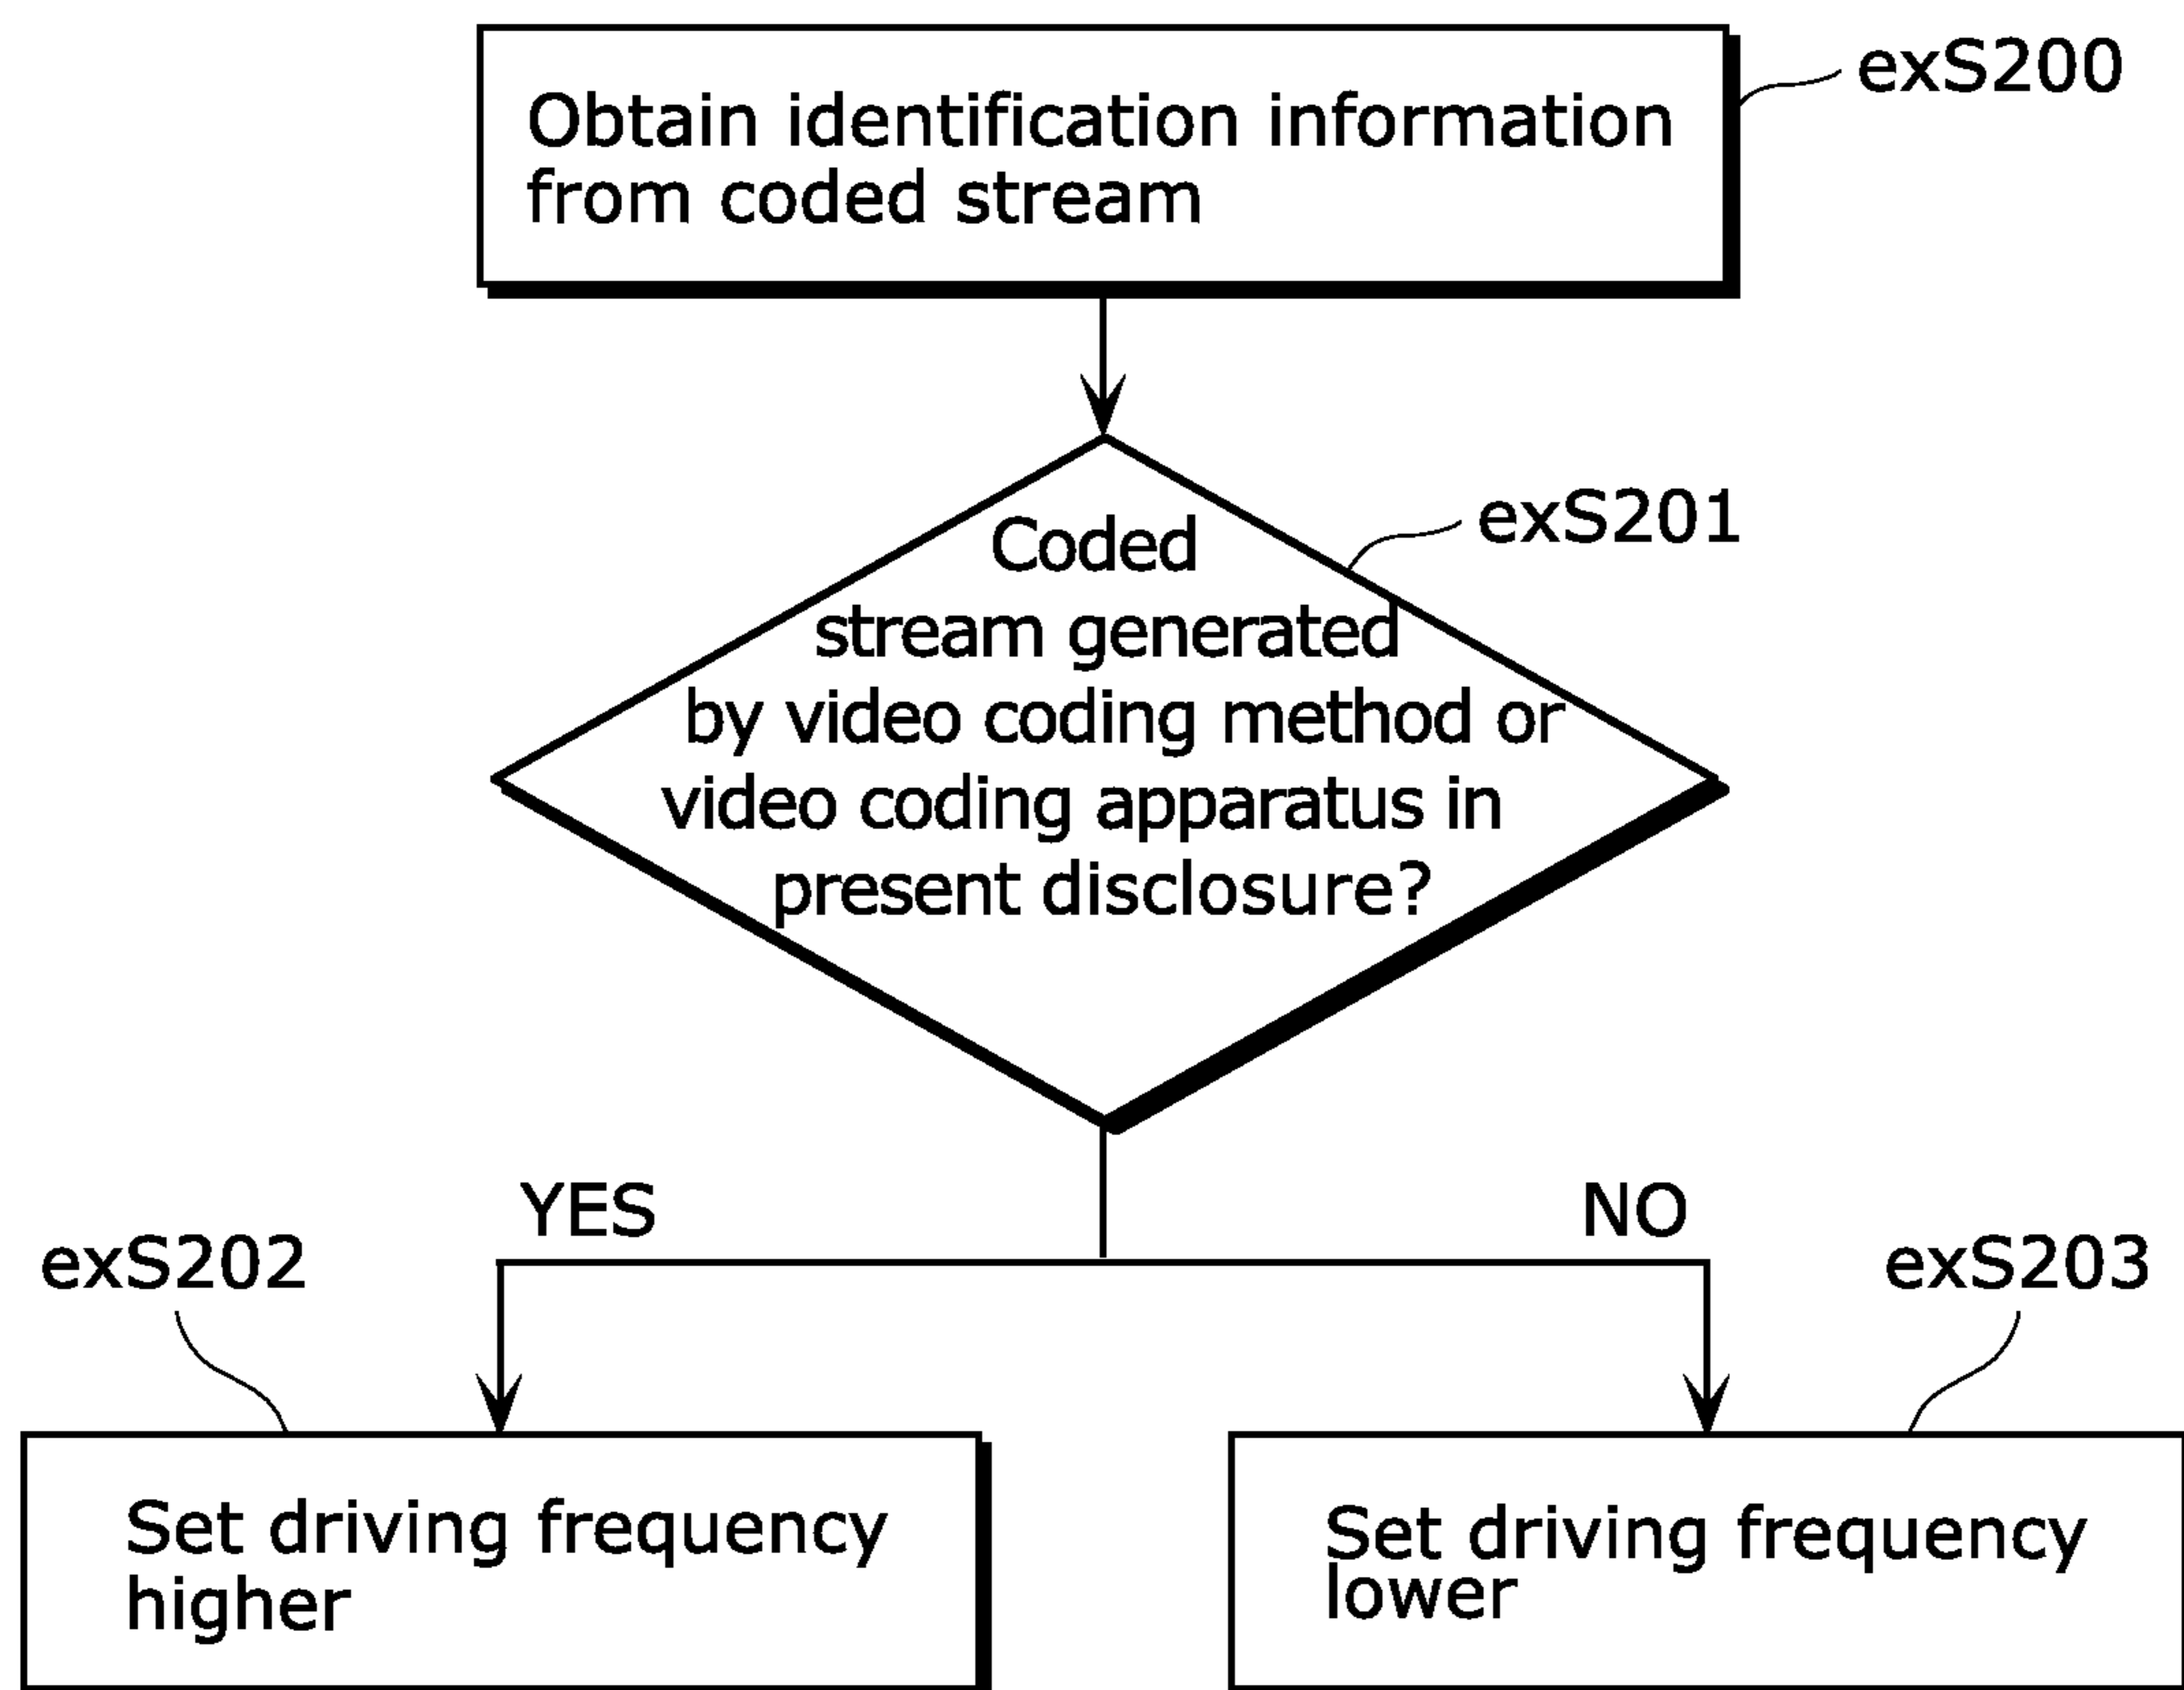 exS200
Obtain identification information
from coded stream
exS201
Coded
stream generated
by video coding method or
video coding apparatus in
present disclosure?
YES
NO
exS202
exS203
Set driving frequency
higher
Set driving frequency
lower